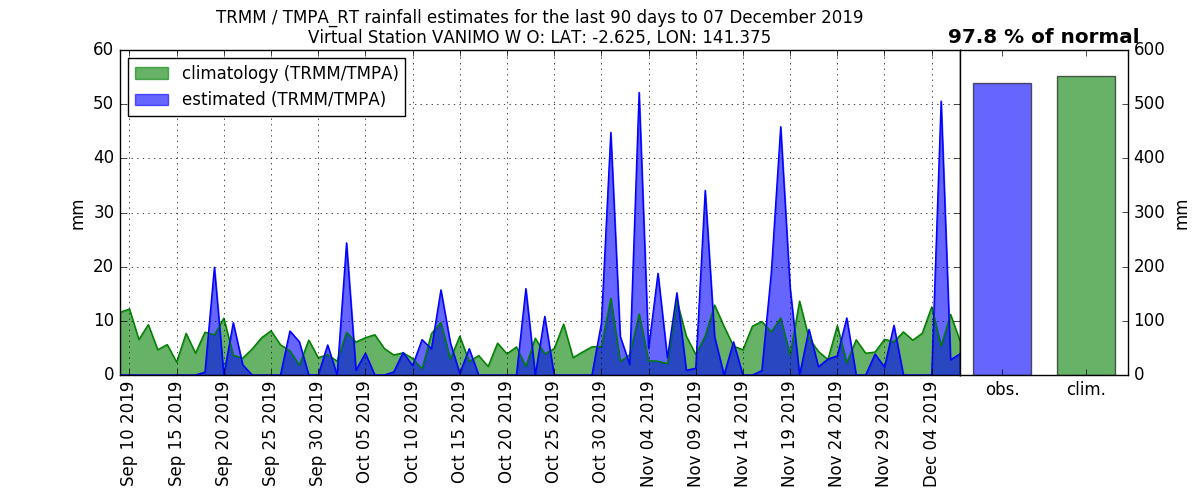 TRMM / TMPA_RT rainfall estimates for the last 90 days to 07 December 2019
Virtual Station VANIMO W O: LAT: -2.625, LON: 141.375
97.8 % of normal
climatology (TRMM/TMPA)
estimated (TRMM/TMPA)
60
50
40
30
20
10
0
mm
Sep 10 2019
Sep 15 2019
Sep 20 2019
Sep 25 2019
Sep 30 2019
Oct 05 2019
Oct 10 2019
Oct 15 2019
Oct 20 2019
Oct 25 2019
Oct 30 2019
Nov 04 2019
Nov 09 2019
Nov 14 2019
Nov 19 2019
Nov 24 2019
Nov 29 2019
Dec 04 2019
obs.
clim.
600
500
400
300
200
100
0
mm